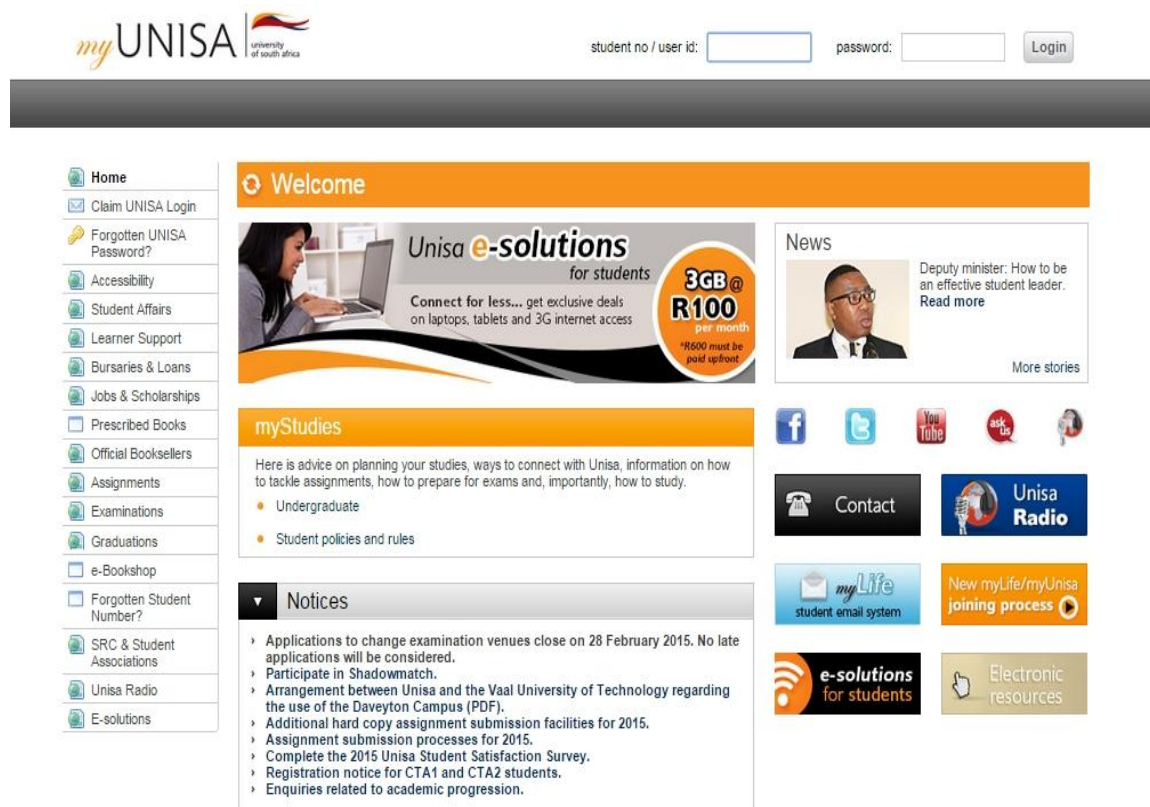 myUNISA
university
of south africa
student no / user id:
password:
Login
Home
Claim UNISA Login
Forgotten UNISA
Password?
Accessibility
Student Affairs
Learner Support
Bursaries & Loans
Jobs & Scholarships
Prescribed Books
Official Booksellers
Assignments
Examinations
Graduations
e-Bookshop
Forgotten Student
Number?
SRC & Student
Associations
Unisa Radio
E-solutions
Welcome
Unisa e-solutions
for students
Connect for less... get exclusive deals
on laptops, tablets and 3G internet access
3GB @
R100
per month
*R600 must be
paid upfront
News
Deputy minister: How to be
an effective student leader.
Read more
More stories
myStudies
Here is advice on planning your studies, ways to connect with Unisa, information on how
to tackle assignments, how to prepare for exams and, importantly, how to study.
Undergraduate
Student policies and rules
f
t
You
Tube
ask
us
Contact
Unisa
Radio
myLife
student email system
New myLife/myUnisa
joining process
e-solutions
for students
Electronic
resources
Notices
Applications to change examination venues close on 28 February 2015. No late
applications will be considered.
Participate in Shadowmatch.
Arrangement between Unisa and the Vaal University of Technology regarding
the use of the Daveyton Campus (PDF).
Additional hard copy assignment submission facilities for 2015.
Assignment submission processes for 2015.
Complete the 2015 Unisa Student Satisfaction Survey.
Registration notice for CTA1 and CTA2 students.
Enquiries related to academic progression.